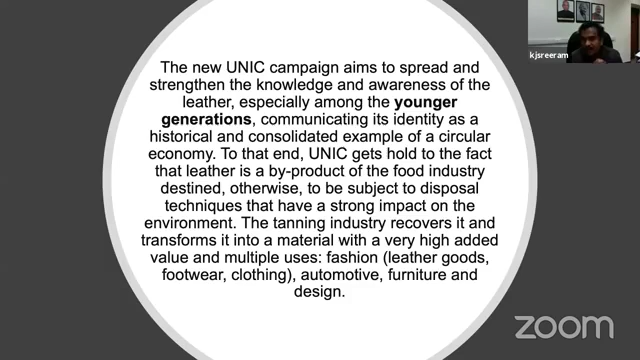 The new UNIC campaign aims to spread and
strengthen the knowledge and awareness of the
leather, especially among the younger
generations, communicating its identity as a
historical and consolidated example of a circular
economy. To that end, UNIC gets hold to the fact
that leather is a by-product of the food industry
destined, otherwise, to be subject to disposal
techniques that have a strong impact on the
environment. The tanning industry recovers it and
transforms it into a material with a very high added
value and multiple uses: fashion (leather goods,
footwear, clothing), automotive, furniture and
design.
kjsreeram
zoom